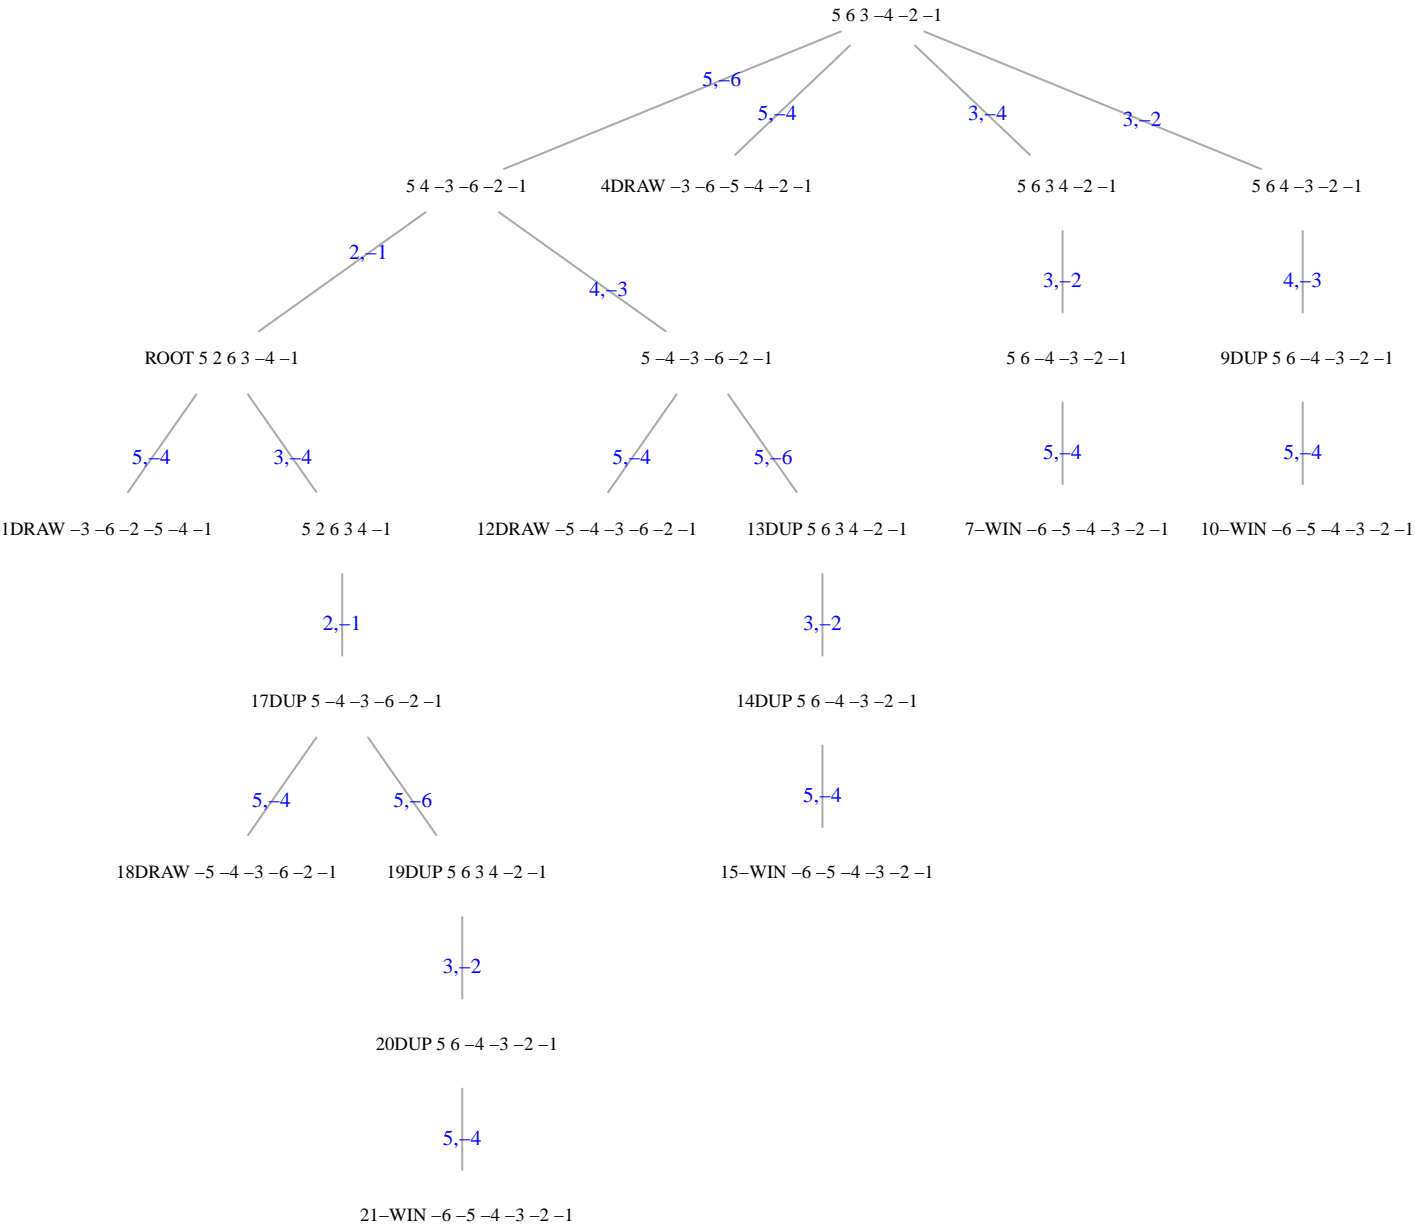 5 6 3 –4 –2 –1
5,–6
5,–4
3,–4
3,–2
5 4 –3 –6 –2 –1
4DRAW –3 –6 –5 –4 –2 –1
5 6 3 4 –2 –1
5 6 4 –3 –2 –1
2,–1
4,–3
3,–2
4,–3
ROOT 5 2 6 3 –4 –1
5 –4 –3 –6 –2 –1
5 6 –4 –3 –2 –1
9DUP 5 6 –4 –3 –2 –1
5,–4
3,–4
5,–4
5,–6
5,–4
5,–4
1DRAW –3 –6 –2 –5 –4 –1
5 2 6 3 4 –1
12DRAW –5 –4 –3 –6 –2 –1
13DUP 5 6 3 4 –2 –1
7–WIN –6 –5 –4 –3 –2 –1
10–WIN –6 –5 –4 –3 –2 –1
2,–1
3,–2
17DUP 5 –4 –3 –6 –2 –1
14DUP 5 6 –4 –3 –2 –1
5,–4
5,–6
5,–4
18DRAW –5 –4 –3 –6 –2 –1
19DUP 5 6 3 4 –2 –1
15–WIN –6 –5 –4 –3 –2 –1
3,–2
20DUP 5 6 –4 –3 –2 –1
5,–4
21–WIN –6 –5 –4 –3 –2 –1